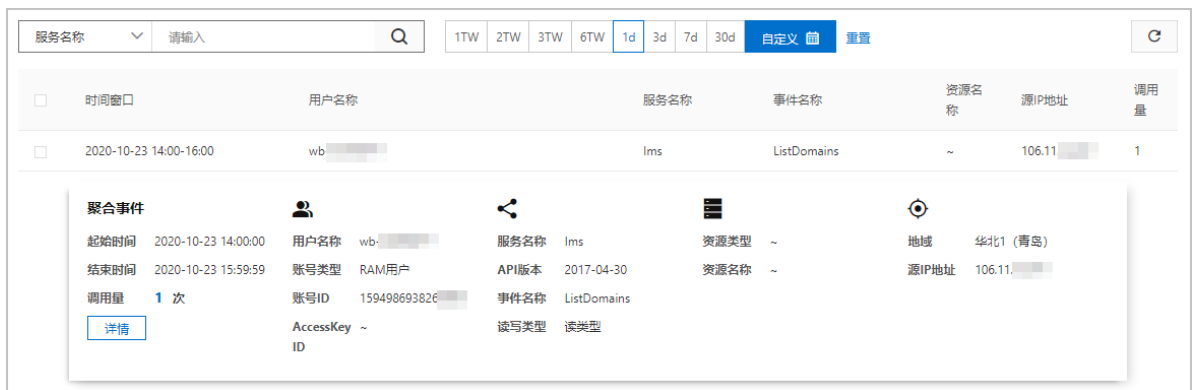 服务名称 请输入 1TW 2TW 3TW 6TW 1d 3d 7d 30d 自定义 重置
时间窗口 用户名称 服务名称 事件名称 资源名称 源IP地址 调用量
2020-10-23 14:00-16:00 wb- lms ListDomains ~ 106.11 1
聚合事件
起始时间 2020-10-23 14:00:00 用户名称 wb- 服务名称 lms 资源类型 ~ 地域 华北1（青岛）
结束时间 2020-10-23 15:59:59 账号类型 RAM用户 API版本 2017-04-30 资源名称 ~ 源IP地址 106.11.
调用量 1 次 账号ID 159498693826 事件名称 ListDomains
详情 AccessKey ID ~ 读写类型 读类型